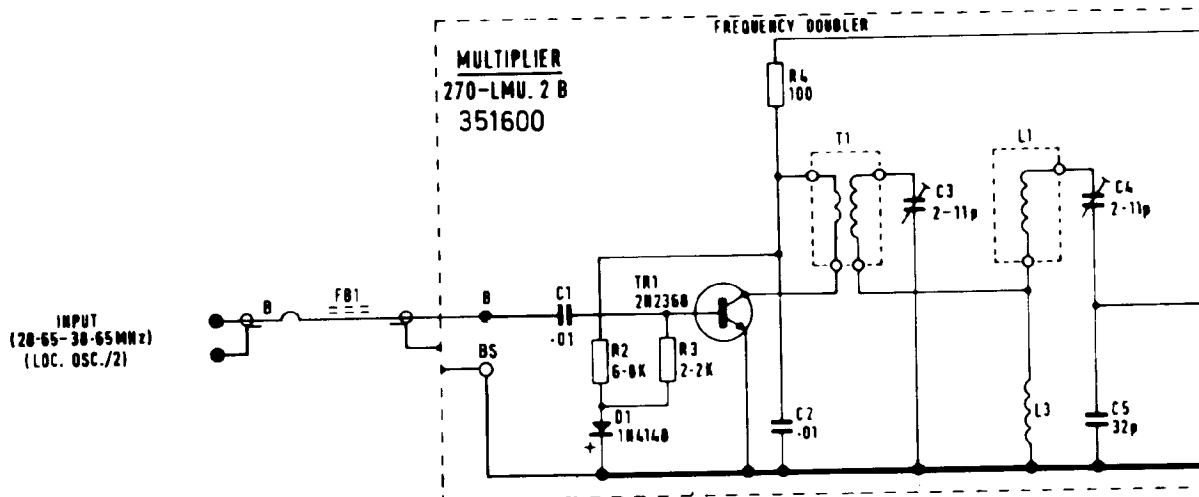 FREQUENCY DOUBLER
MULTIPLIER
270-LMU. 2 B
351600
R4
100
T1
L1
C3
2-11p
C4
2-11p
TR1
2N2368
B
FB1
B
C1
.01
INPUT
(28-65-38-65MHz)
(LOC. OSC./2)
BS
R2
6-8K
R3
2-2K
D1
1N4148
+
C2
.01
L3
C5
32p